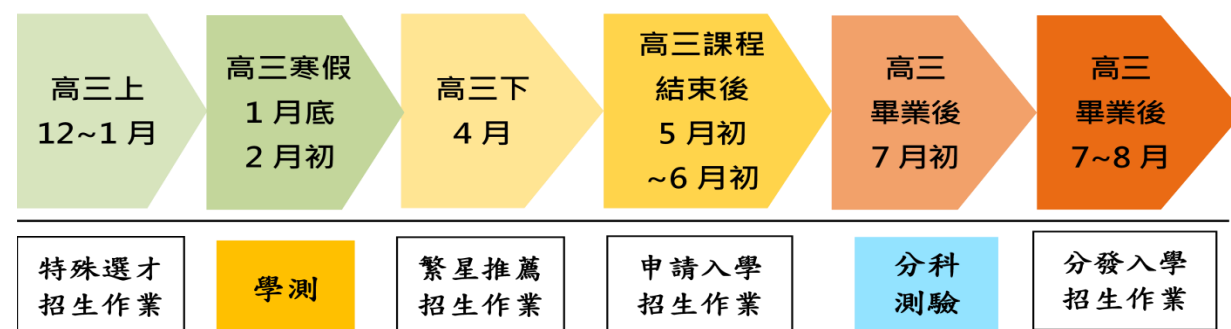 高三上
12~1 月
高三寒假
1 月底
2 月初
高三下
4 月
高三課程
結束後
5 月初
~6 月初
高三
畢業後
7 月初
高三
畢業後
7~8 月
特殊選才
招生作業
學測
繁星推薦
招生作業
申請入學
招生作業
分科
測驗
分發入學
招生作業